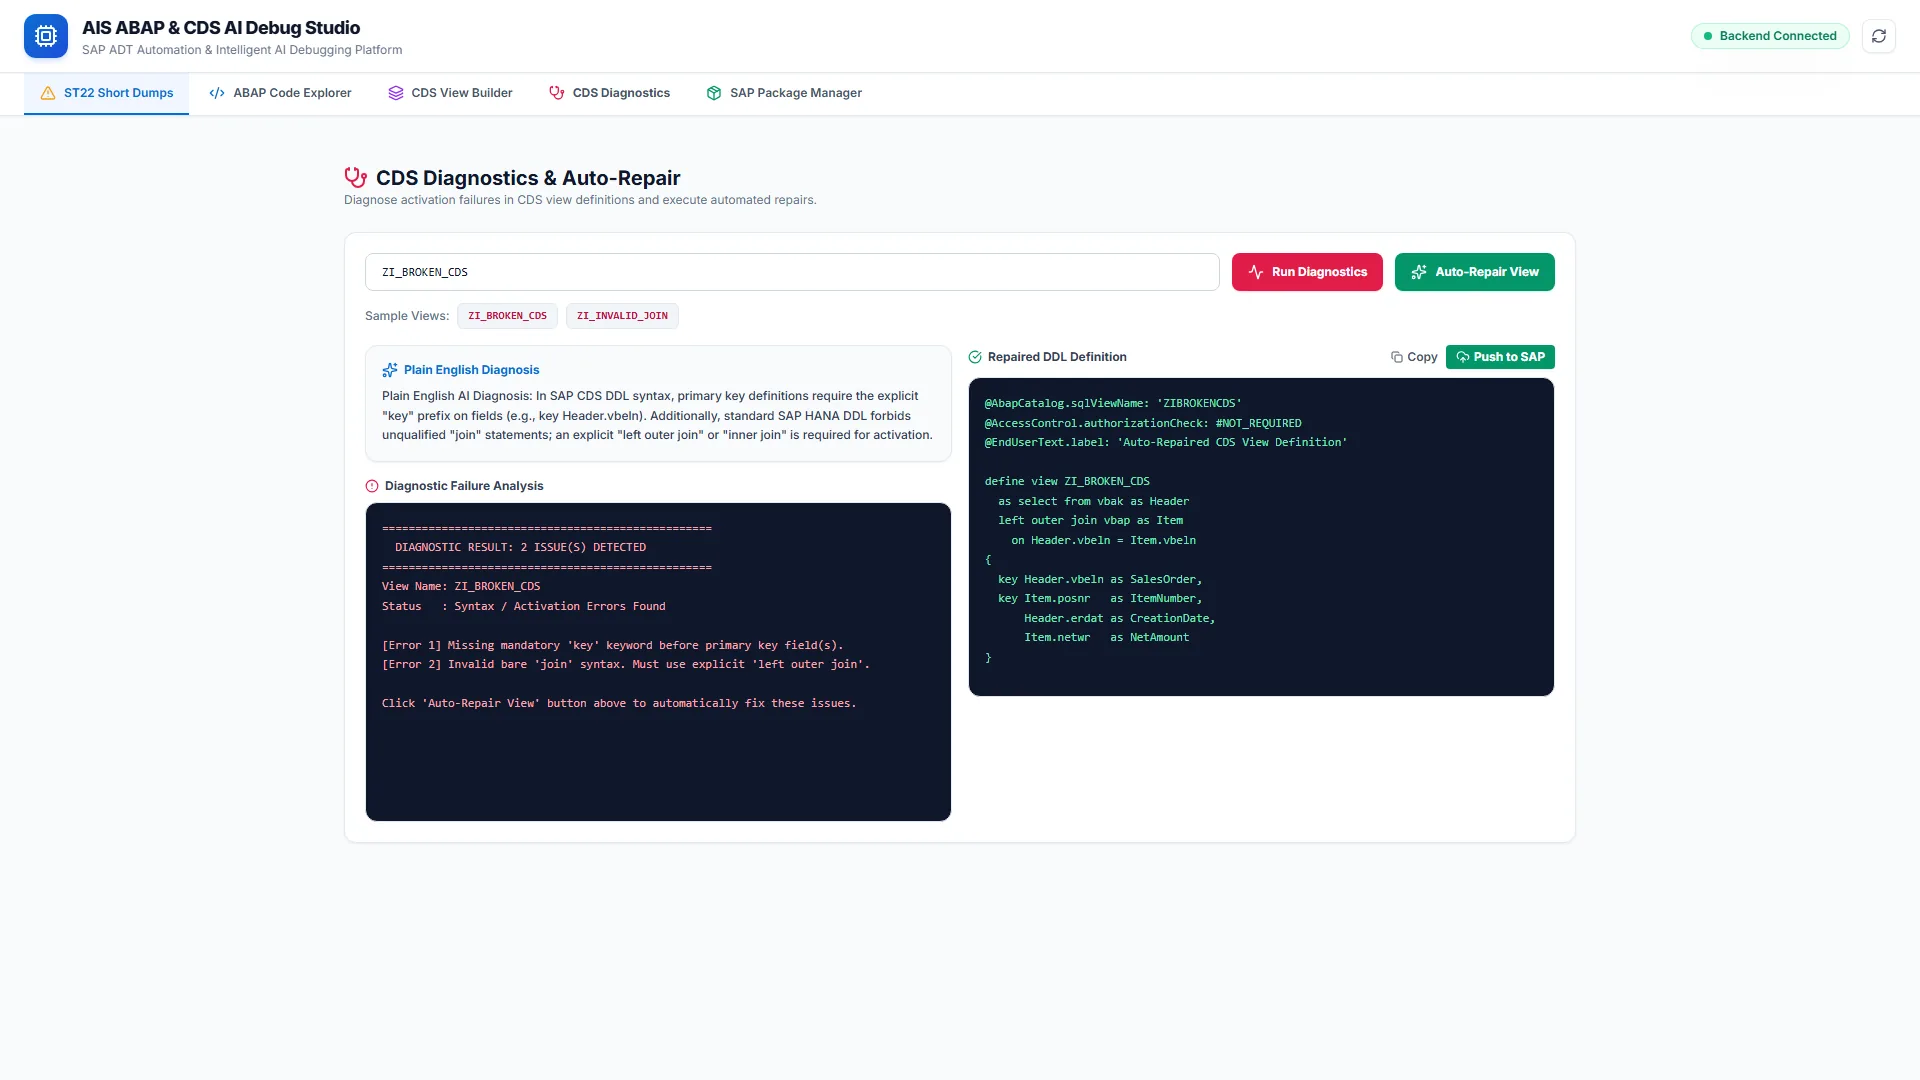 AIS ABAP & CDS AI Debug Studio
SAP ADT Automation & Intelligent AI Debugging Platform
Backend Connected
ST22 Short Dumps
ABAP Code Explorer
CDS View Builder
CDS Diagnostics
SAP Package Manager
CDS Diagnostics & Auto-Repair
Diagnose activation failures in CDS view definitions and execute automated repairs.
ZI_BROKEN_CDS
Run Diagnostics
Auto-Repair View
Sample Views: ZI_BROKEN_CDS ZI_INVALID_JOIN
Plain English Diagnosis
Plain English AI Diagnosis: In SAP CDS DDL syntax, primary key definitions require the explicit
"key" prefix on fields (e.g., key Header.vbeln). Additionally, standard SAP HANA DDL forbids
unqualified "join" statements; an explicit "left outer join" or "inner join" is required for activation.
Diagnostic Failure Analysis
==================================================
DIAGNOSTIC RESULT: 2 ISSUE(S) DETECTED
==================================================
View Name: ZI_BROKEN_CDS
Status   : Syntax / Activation Errors Found
[Error 1] Missing mandatory 'key' keyword before primary key field(s).
[Error 2] Invalid bare 'join' syntax. Must use explicit 'left outer join'.
Click 'Auto-Repair View' button above to automatically fix these issues.
Repaired DDL Definition
Copy
Push to SAP
@AbapCatalog.sqlViewName: 'ZIBROKENCDS'
@AccessControl.authorizationCheck: #NOT_REQUIRED
@EndUserText.label: 'Auto-Repaired CDS View Definition'
define view ZI_BROKEN_CDS
  as select from vbak as Header
  left outer join vbap as Item
    on Header.vbeln = Item.vbeln
{
  key Header.vbeln as SalesOrder,
  key Item.posnr   as ItemNumber,
      Header.erdat as CreationDate,
      Item.netwr   as NetAmount
}